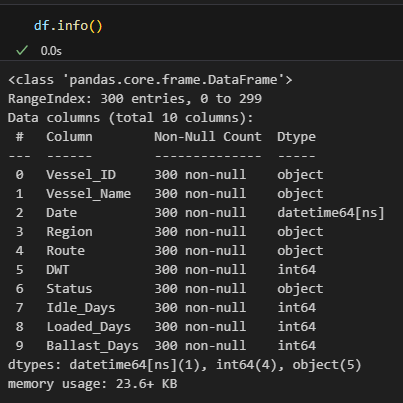 df.info()
✓ 0.0s
<class 'pandas.core.frame.DataFrame'>
RangeIndex: 300 entries, 0 to 299
Data columns (total 10 columns):
 #   Column        Non-Null Count  Dtype
---  ------        --------------  -----
 0   Vessel_ID     300 non-null    object
 1   Vessel_Name   300 non-null    object
 2   Date          300 non-null    datetime64[ns]
 3   Region        300 non-null    object
 4   Route         300 non-null    object
 5   DWT           300 non-null    int64
 6   Status        300 non-null    object
 7   Idle_Days     300 non-null    int64
 8   Loaded_Days   300 non-null    int64
 9   Ballast_Days  300 non-null    int64
dtypes: datetime64[ns](1), int64(4), object(5)
memory usage: 23.6+ KB